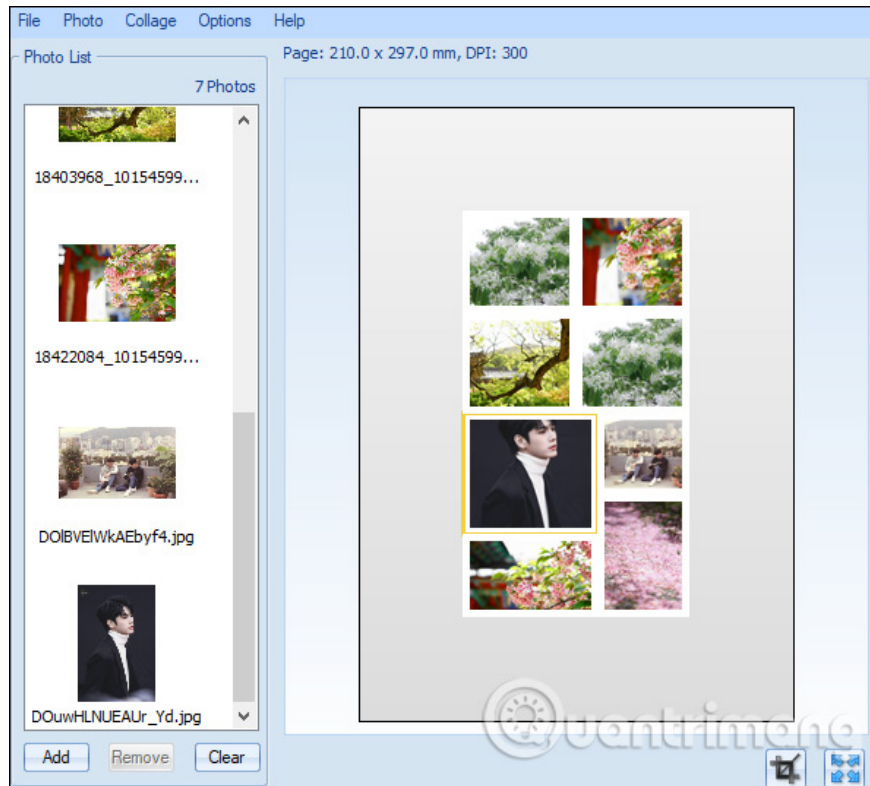 File Photo Collage Options Help
Photo List
Page: 210.0 x 297.0 mm, DPI: 300
7 Photos
18403968_10154599...
18422084_10154599...
DOlBVElWkAEbyf4.jpg
DOuwHLNUEAUr_Yd.jpg
Add Remove Clear
Quantrimang